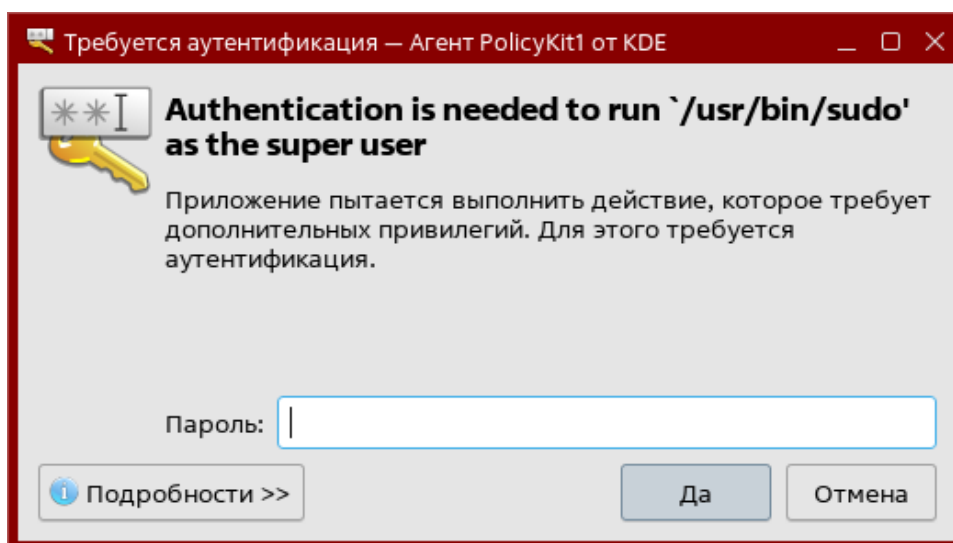 Требуется аутентификация — Агент PolicyKit1 от KDE
Authentication is needed to run `/usr/bin/sudo'
as the super user
Приложение пытается выполнить действие, которое требует
дополнительных привилегий. Для этого требуется
аутентификация.
Пароль:
Подробности >>
Да
Отмена